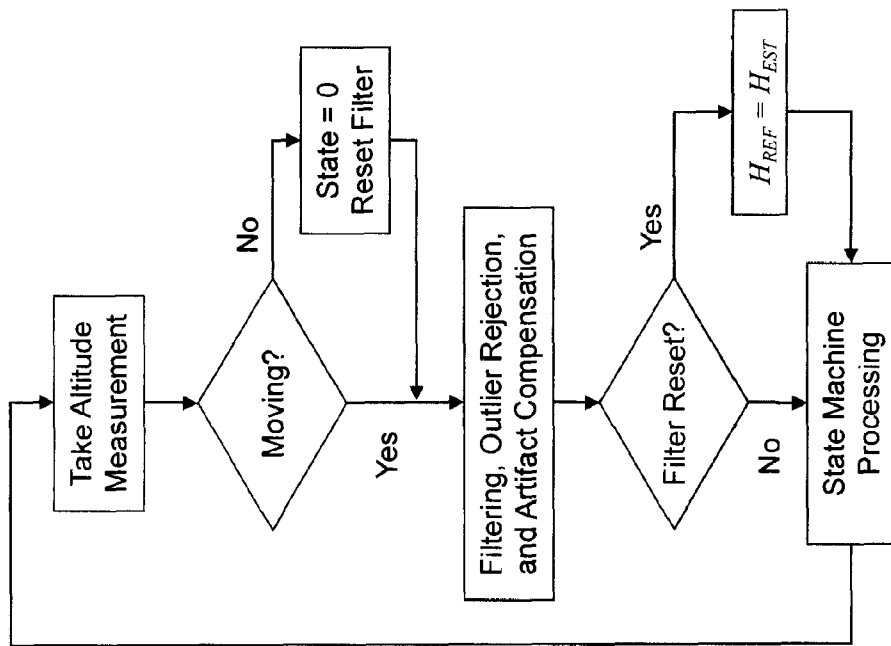 Take Altitude
Measurement
Moving?
No
State = 0
Reset Filter
Yes
Filtering, Outlier Rejection,
and Artifact Compensation
Filter Reset?
Yes
H_REF = H_EST
No
State Machine
Processing